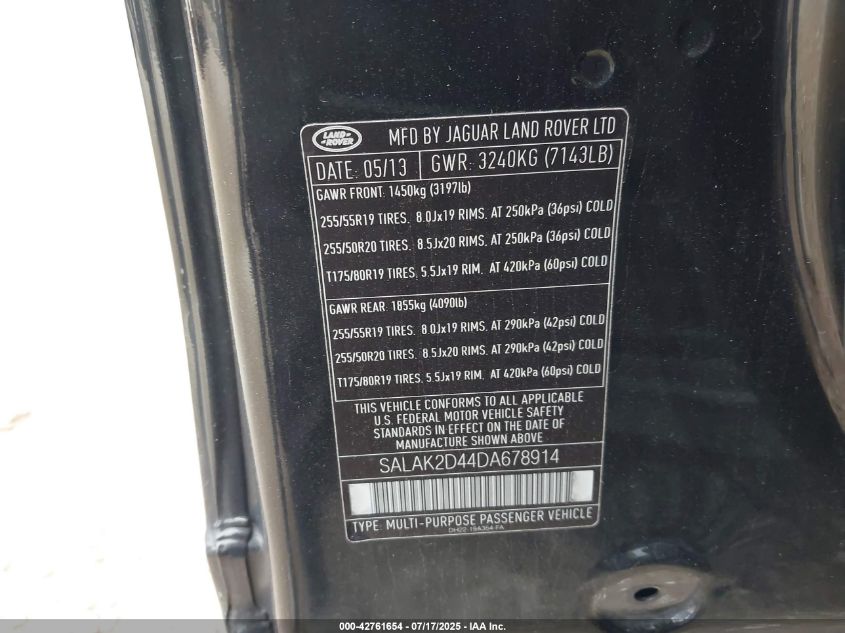 LAND ROVER
MFD BY JAGUAR LAND ROVER LTD
DATE: 05/13 GWR: 3240KG (7143LB)
GAWR FRONT: 1450kg (3197lb)
255/55R19 TIRES. 8.0Jx19 RIMS. AT 250kPa (36psi) COLD
255/50R20 TIRES. 8.5Jx20 RIMS. AT 250kPa (36psi) COLD
T175/80R19 TIRES. 5.5Jx19 RIM. AT 420kPa (60psi) COLD
GAWR REAR: 1855kg (4090lb)
255/55R19 TIRES. 8.0Jx19 RIMS. AT 290kPa (42psi) COLD
255/50R20 TIRES. 8.5Jx20 RIMS. AT 290kPa (42psi) COLD
T175/80R19 TIRES. 5.5Jx19 RIM. AT 420kPa (60psi) COLD
THIS VEHICLE CONFORMS TO ALL APPLICABLE
U.S. FEDERAL MOTOR VEHICLE SAFETY
STANDARDS IN EFFECT ON THE DATE OF
MANUFACTURE SHOWN ABOVE
SALAK2D44DA678914
TYPE: MULTI-PURPOSE PASSENGER VEHICLE
DH22-15A354-FA
000-42761654 / 07/17/2025 - IAA Inc.